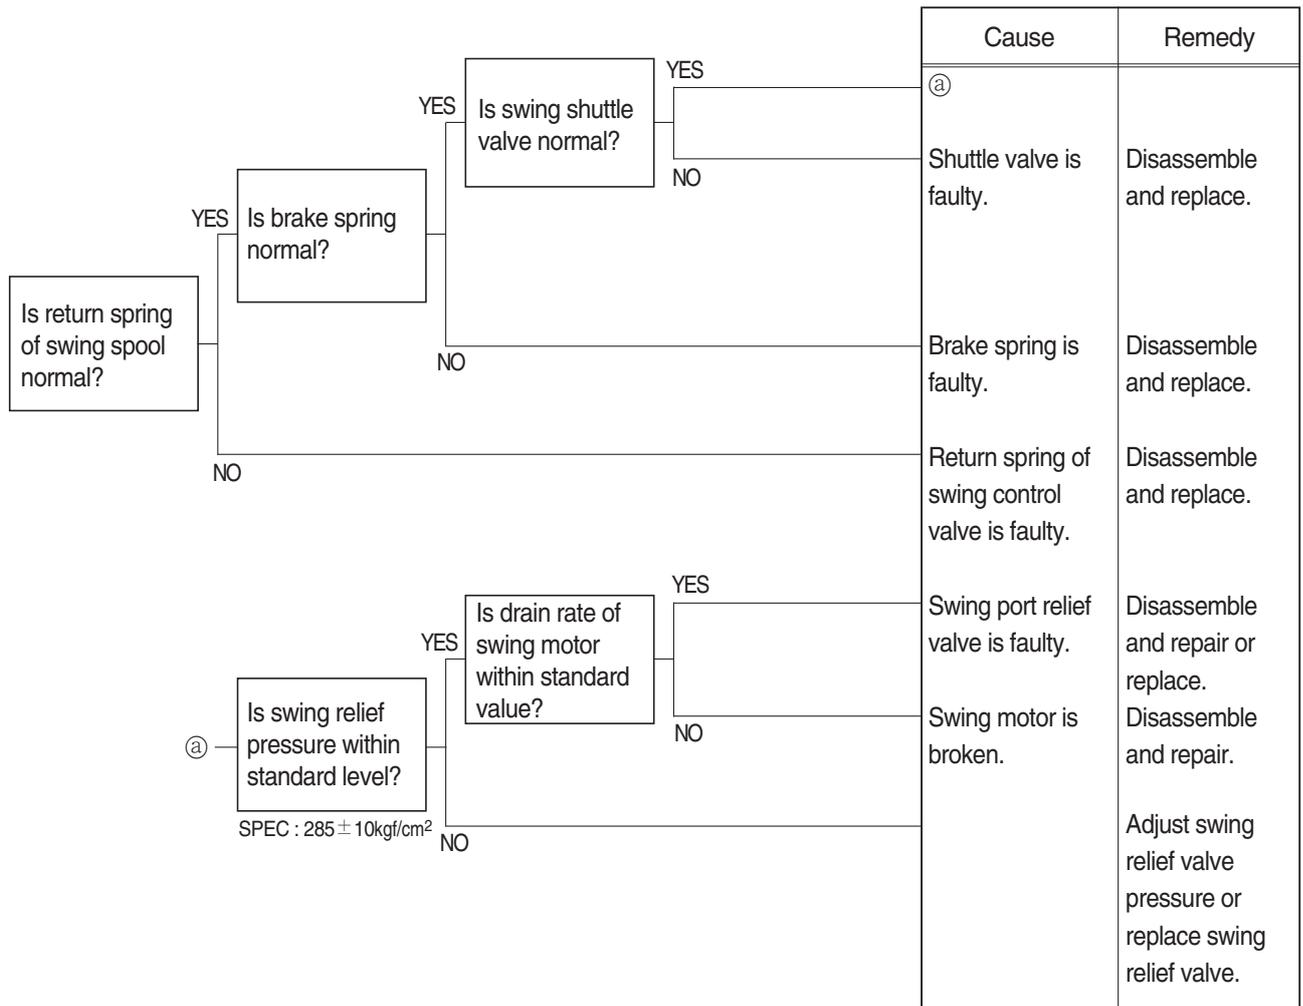 Cause
Remedy
YES
ⓐ
YES
Is swing shuttle
valve normal?
Shuttle valve is
faulty.
Disassemble
and replace.
NO
YES
Is brake spring
normal?
Is return spring
of swing spool
normal?
NO
Brake spring is
faulty.
Disassemble
and replace.
NO
Return spring of
swing control
valve is faulty.
Disassemble
and replace.
YES
Is drain rate of
swing motor
within standard
value?
YES
Swing port relief
valve is faulty.
Disassemble
and repair or
replace.
NO
Swing motor is
broken.
Disassemble
and repair.
ⓐ
Is swing relief
pressure within
standard level?
SPEC : 285±10kgf/cm²
NO
Adjust swing
relief valve
pressure or
replace swing
relief valve.